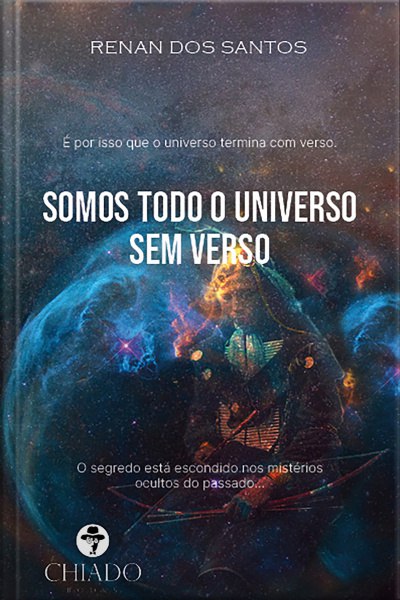 RENAN DOS SANTOS
É por isso que o universo termina com verso.
SOMOS TODO O UNIVERSO
SEM VERSO
O segredo está escondido nos mistérios
ocultos do passado...
CHIADO
BOOKS